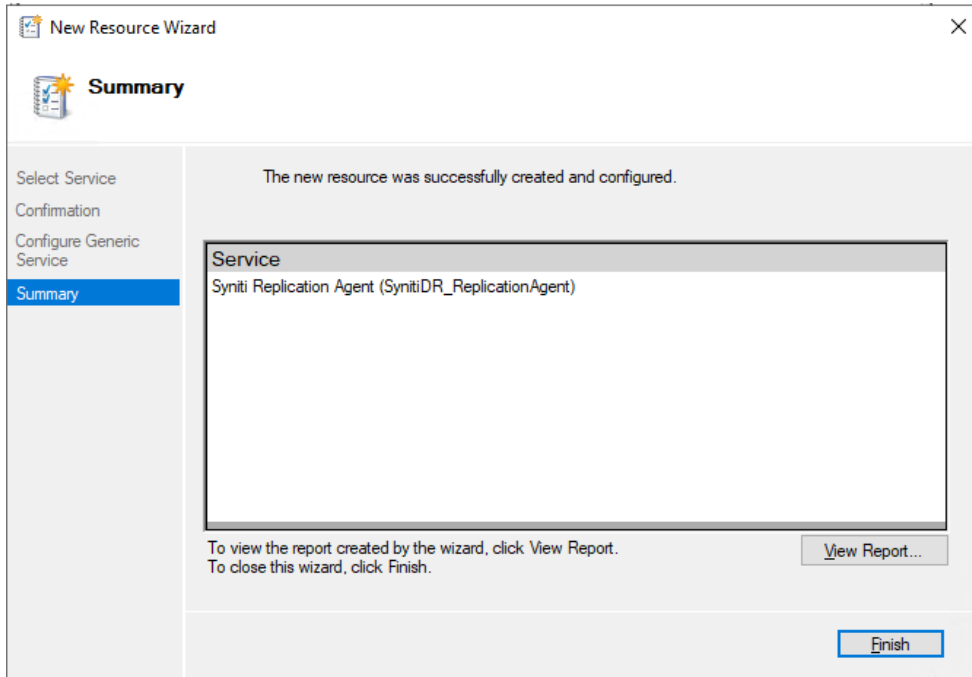 New Resource Wizard
Summary
Select Service
Confirmation
Configure Generic
Service
Summary
The new resource was successfully created and configured.
Service
Syniti Replication Agent (SynitiDR_ReplicationAgent)
To view the report created by the wizard, click View Report.
To close this wizard, click Finish.
View Report...
Finish